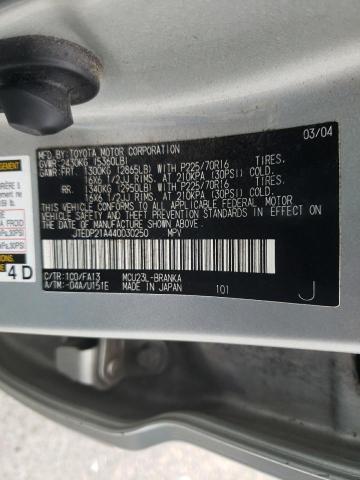 03/04
MFD. BY: TOYOTA MOTOR CORPORATION
GVWR: 2430KG (5360LB)
GAWR: FRT. 1300KG (2865LB) WITH P225/70R16 TIRES.
16X6 1/2JJ RIMS. AT 210KPA (30PSI) COLD.
RR. 1340KG (2950LB) WITH P225/70R16 TIRES.
16X6 1/2JJ RIMS. AT 210KPA (30PSI) COLD.
THIS VEHICLE CONFORMS TO ALL APPLICABLE FEDERAL MOTOR
VEHICLE SAFETY AND BUMPER STANDARDS IN EFFECT ON
THE DATE OF MANUFACTURE SHOWN ABOVE.
JTEDP21A440030250 MPV
C/TR: 1C0/FA13 MCU23L-BRANKA
A/TM: -04A/U151E MADE IN JAPAN 101
J
A FROID
4 D